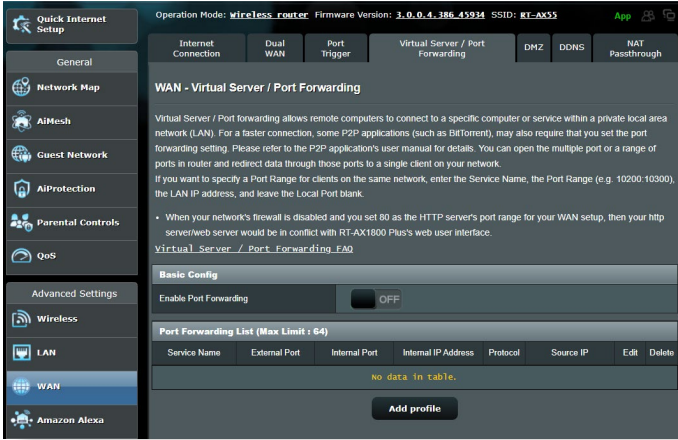 Quick Internet
Setup
General
Network Map
AiMesh
Guest Network
AiProtection
Parental Controls
QoS
Advanced Settings
Wireless
LAN
WAN
Amazon Alexa
Operation Mode: Wireless router Firmware Version: 3.0.0.4.386_45934 SSID: RT-AX55 App
Internet
Connection
Dual
WAN
Port
Trigger
Virtual Server / Port
Forwarding
DMZ
DDNS
NAT
Passthrough
WAN - Virtual Server / Port Forwarding
Virtual Server / Port forwarding allows remote computers to connect to a specific computer or service within a private local area
network (LAN). For a faster connection, some P2P applications (such as BitTorrent), may also require that you set the port
forwarding setting. Please refer to the P2P application's user manual for details. You can open the multiple port or a range of
ports in router and redirect data through those ports to a single client on your network.
If you want to specify a Port Range for clients on the same network, enter the Service Name, the Port Range (e.g. 10200:10300),
the LAN IP address, and leave the Local Port blank.
• When your network's firewall is disabled and you set 80 as the HTTP server's port range for your WAN setup, then your http
server/web server would be in conflict with RT-AX1800 Plus's web user interface.
Virtual Server / Port Forwarding FAQ
Basic Config
Enable Port Forwarding OFF
Port Forwarding List (Max Limit : 64)
Service Name External Port Internal Port Internal IP Address Protocol Source IP Edit Delete
No data in table.
Add profile